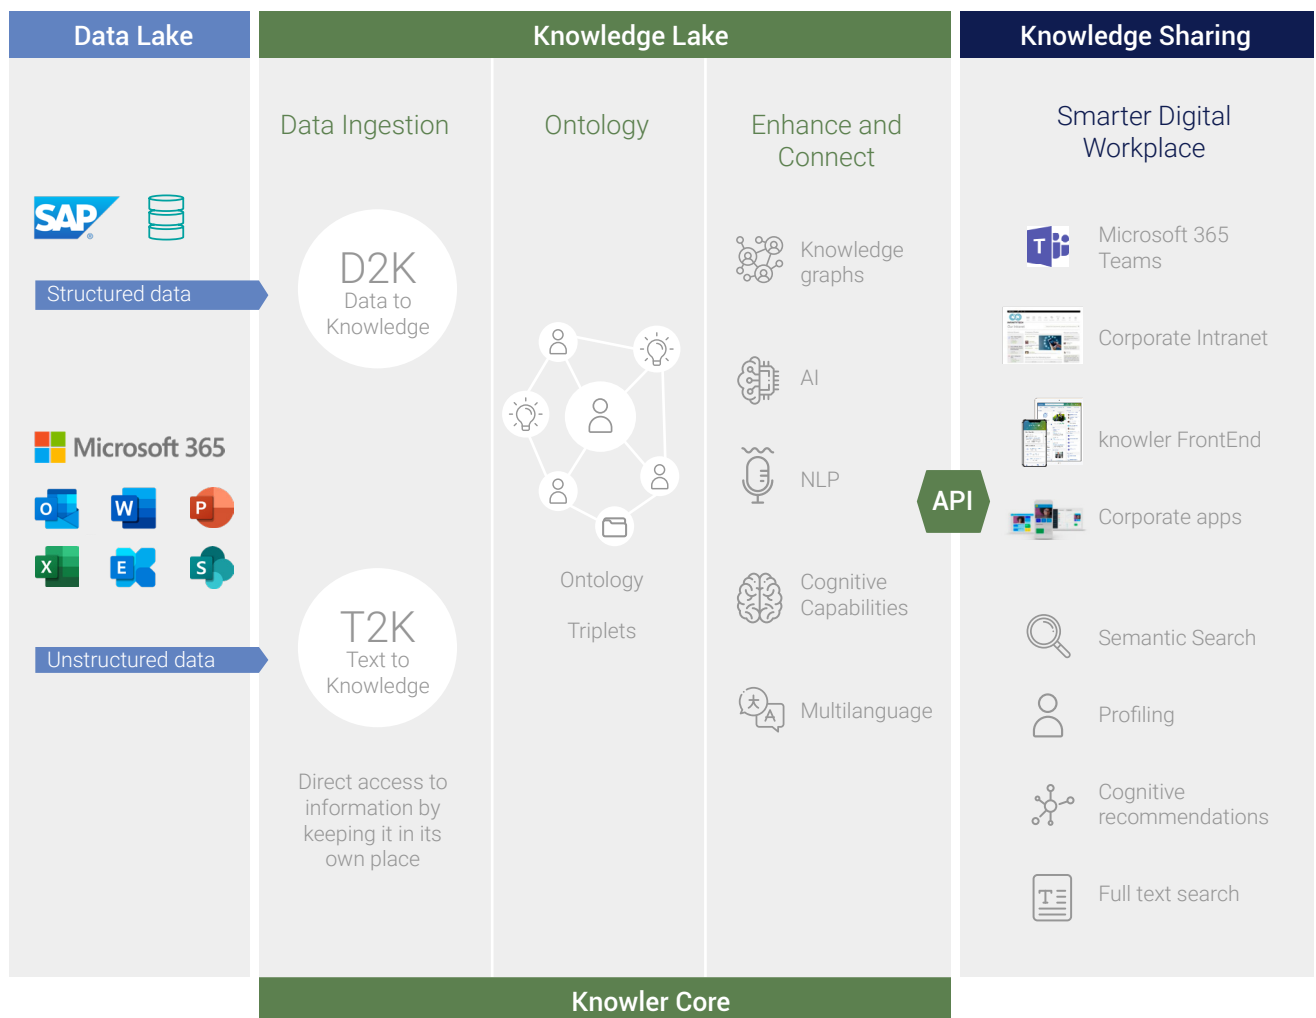 Data Lake
Knowledge Lake
Knowledge Sharing
Data Ingestion
Ontology
Enhance and
Connect
Smarter Digital
Workplace
SAP
®
Structured data
D2K
Data to
Knowledge
Microsoft 365
O
W
P
X
E
S
Unstructured data
T2K
Text to
Knowledge
Direct access to
information by
keeping it in its
own place
Ontology
Triplets
Knowledge
graphs
AI
NLP
Cognitive
Capabilities
A
Multilanguage
API
T
Microsoft 365
Teams
Corporate Intranet
knowler FrontEnd
Corporate apps
Semantic Search
Profiling
Cognitive
recommendations
T
Full text search
Knowler Core